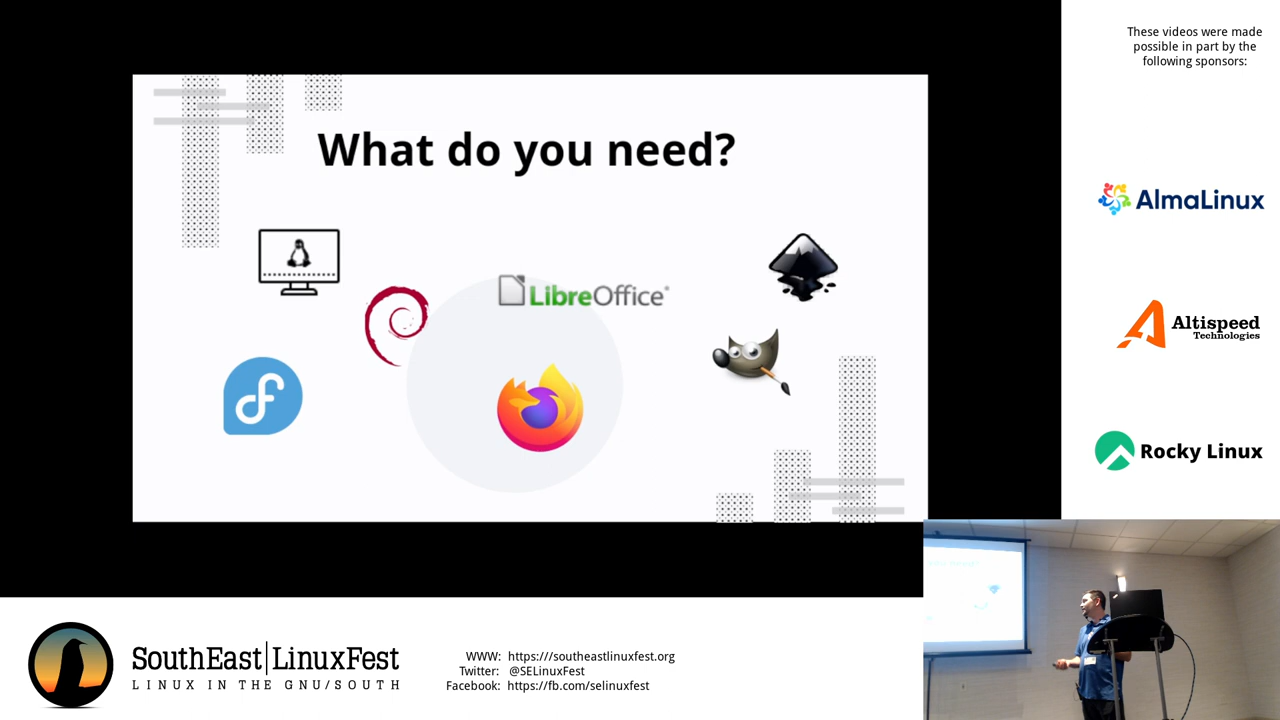 These videos were made
possible in part by the
following sponsors:
What do you need?
LibreOffice
AlmaLinux
Altispeed
Technologies
Rocky Linux
SouthEast|LinuxFest
LINUX IN THE GNU/SOUTH
WWW: https:///southeastlinuxfest.org
Twitter: @SELinuxFest
Facebook: https://fb.com/selinuxfest